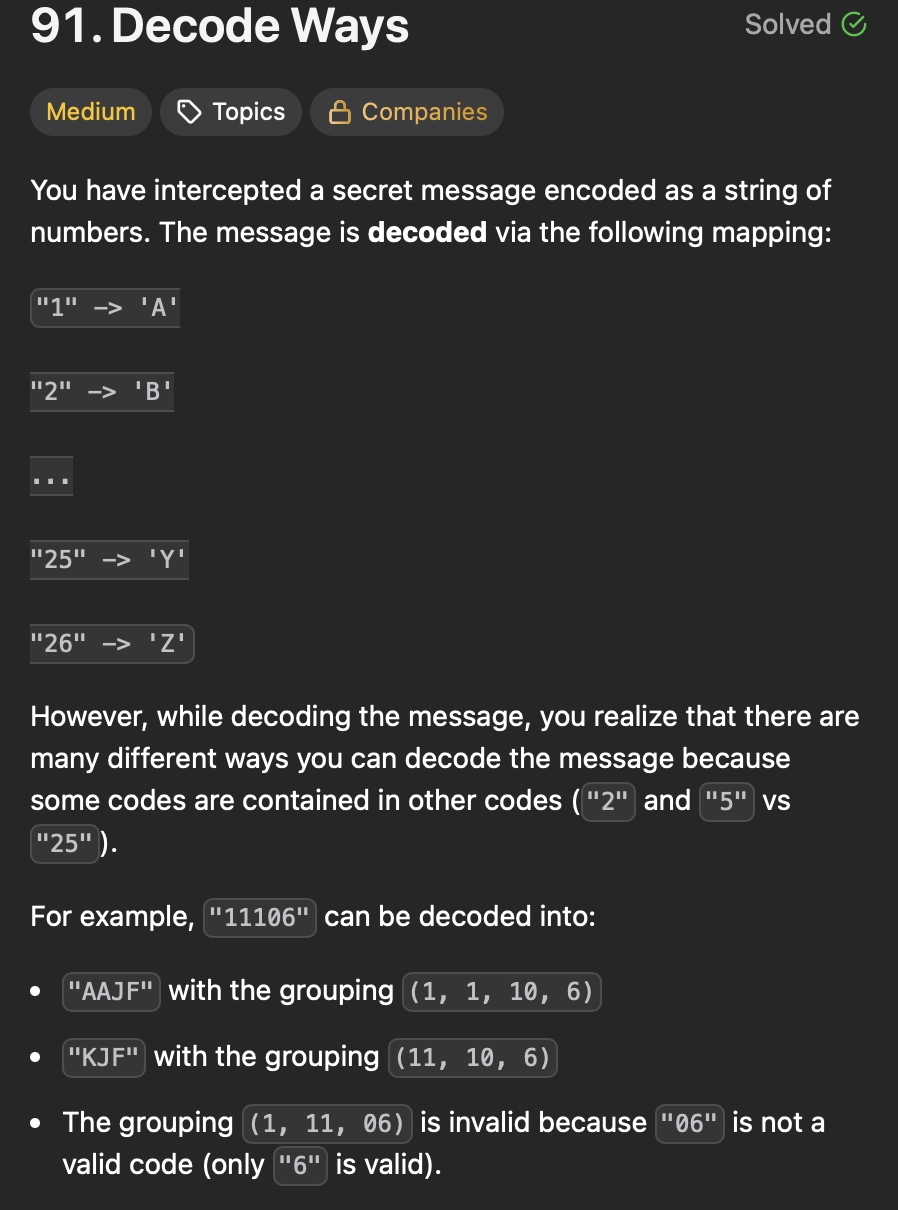 91. Decode Ways
Solved
Medium
Topics
Companies
You have intercepted a secret message encoded as a string of
numbers. The message is decoded via the following mapping:
"1" -> 'A'
"2" -> 'B'
...
"25" -> 'Y'
"26" -> 'Z'
However, while decoding the message, you realize that there are
many different ways you can decode the message because
some codes are contained in other codes ("2" and "5" vs
"25").
For example, "11106" can be decoded into:
• "AAJF" with the grouping (1, 1, 10, 6)
• "KJF" with the grouping (11, 10, 6)
• The grouping (1, 11, 06) is invalid because "06" is not a
valid code (only "6" is valid).